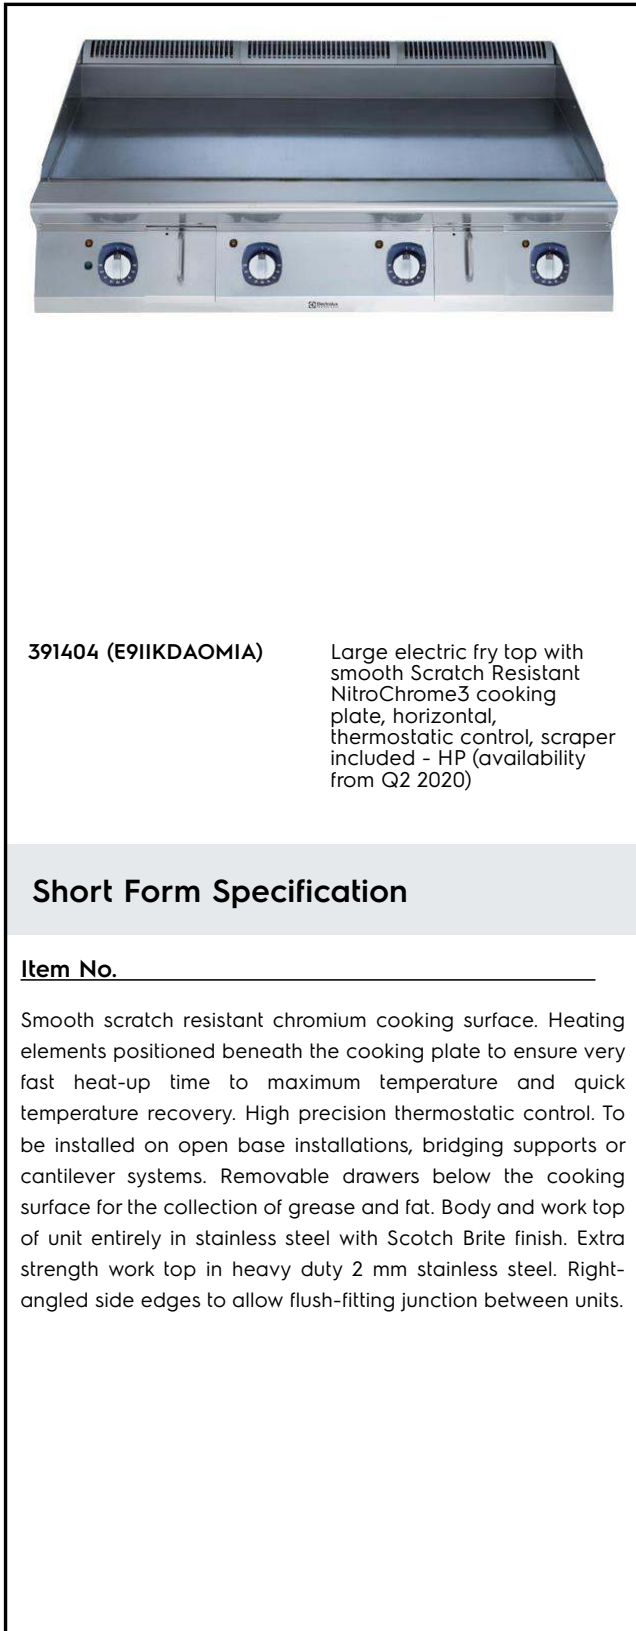 Electrolux
391404 (E9IIKDAOMIA)
Large electric fry top with
smooth Scratch Resistant
NitroChrome3 cooking
plate, horizontal,
thermostatic control, scraper
included - HP (availability
from Q2 2020)
Short Form Specification
Item No.
Smooth scratch resistant chromium cooking surface. Heating
elements positioned beneath the cooking plate to ensure very
fast heat-up time to maximum temperature and quick
temperature recovery. High precision thermostatic control. To
be installed on open base installations, bridging supports or
cantilever systems. Removable drawers below the cooking
surface for the collection of grease and fat. Body and work top
of unit entirely in stainless steel with Scotch Brite finish. Extra
strength work top in heavy duty 2 mm stainless steel. Right-
angled side edges to allow flush-fitting junction between units.